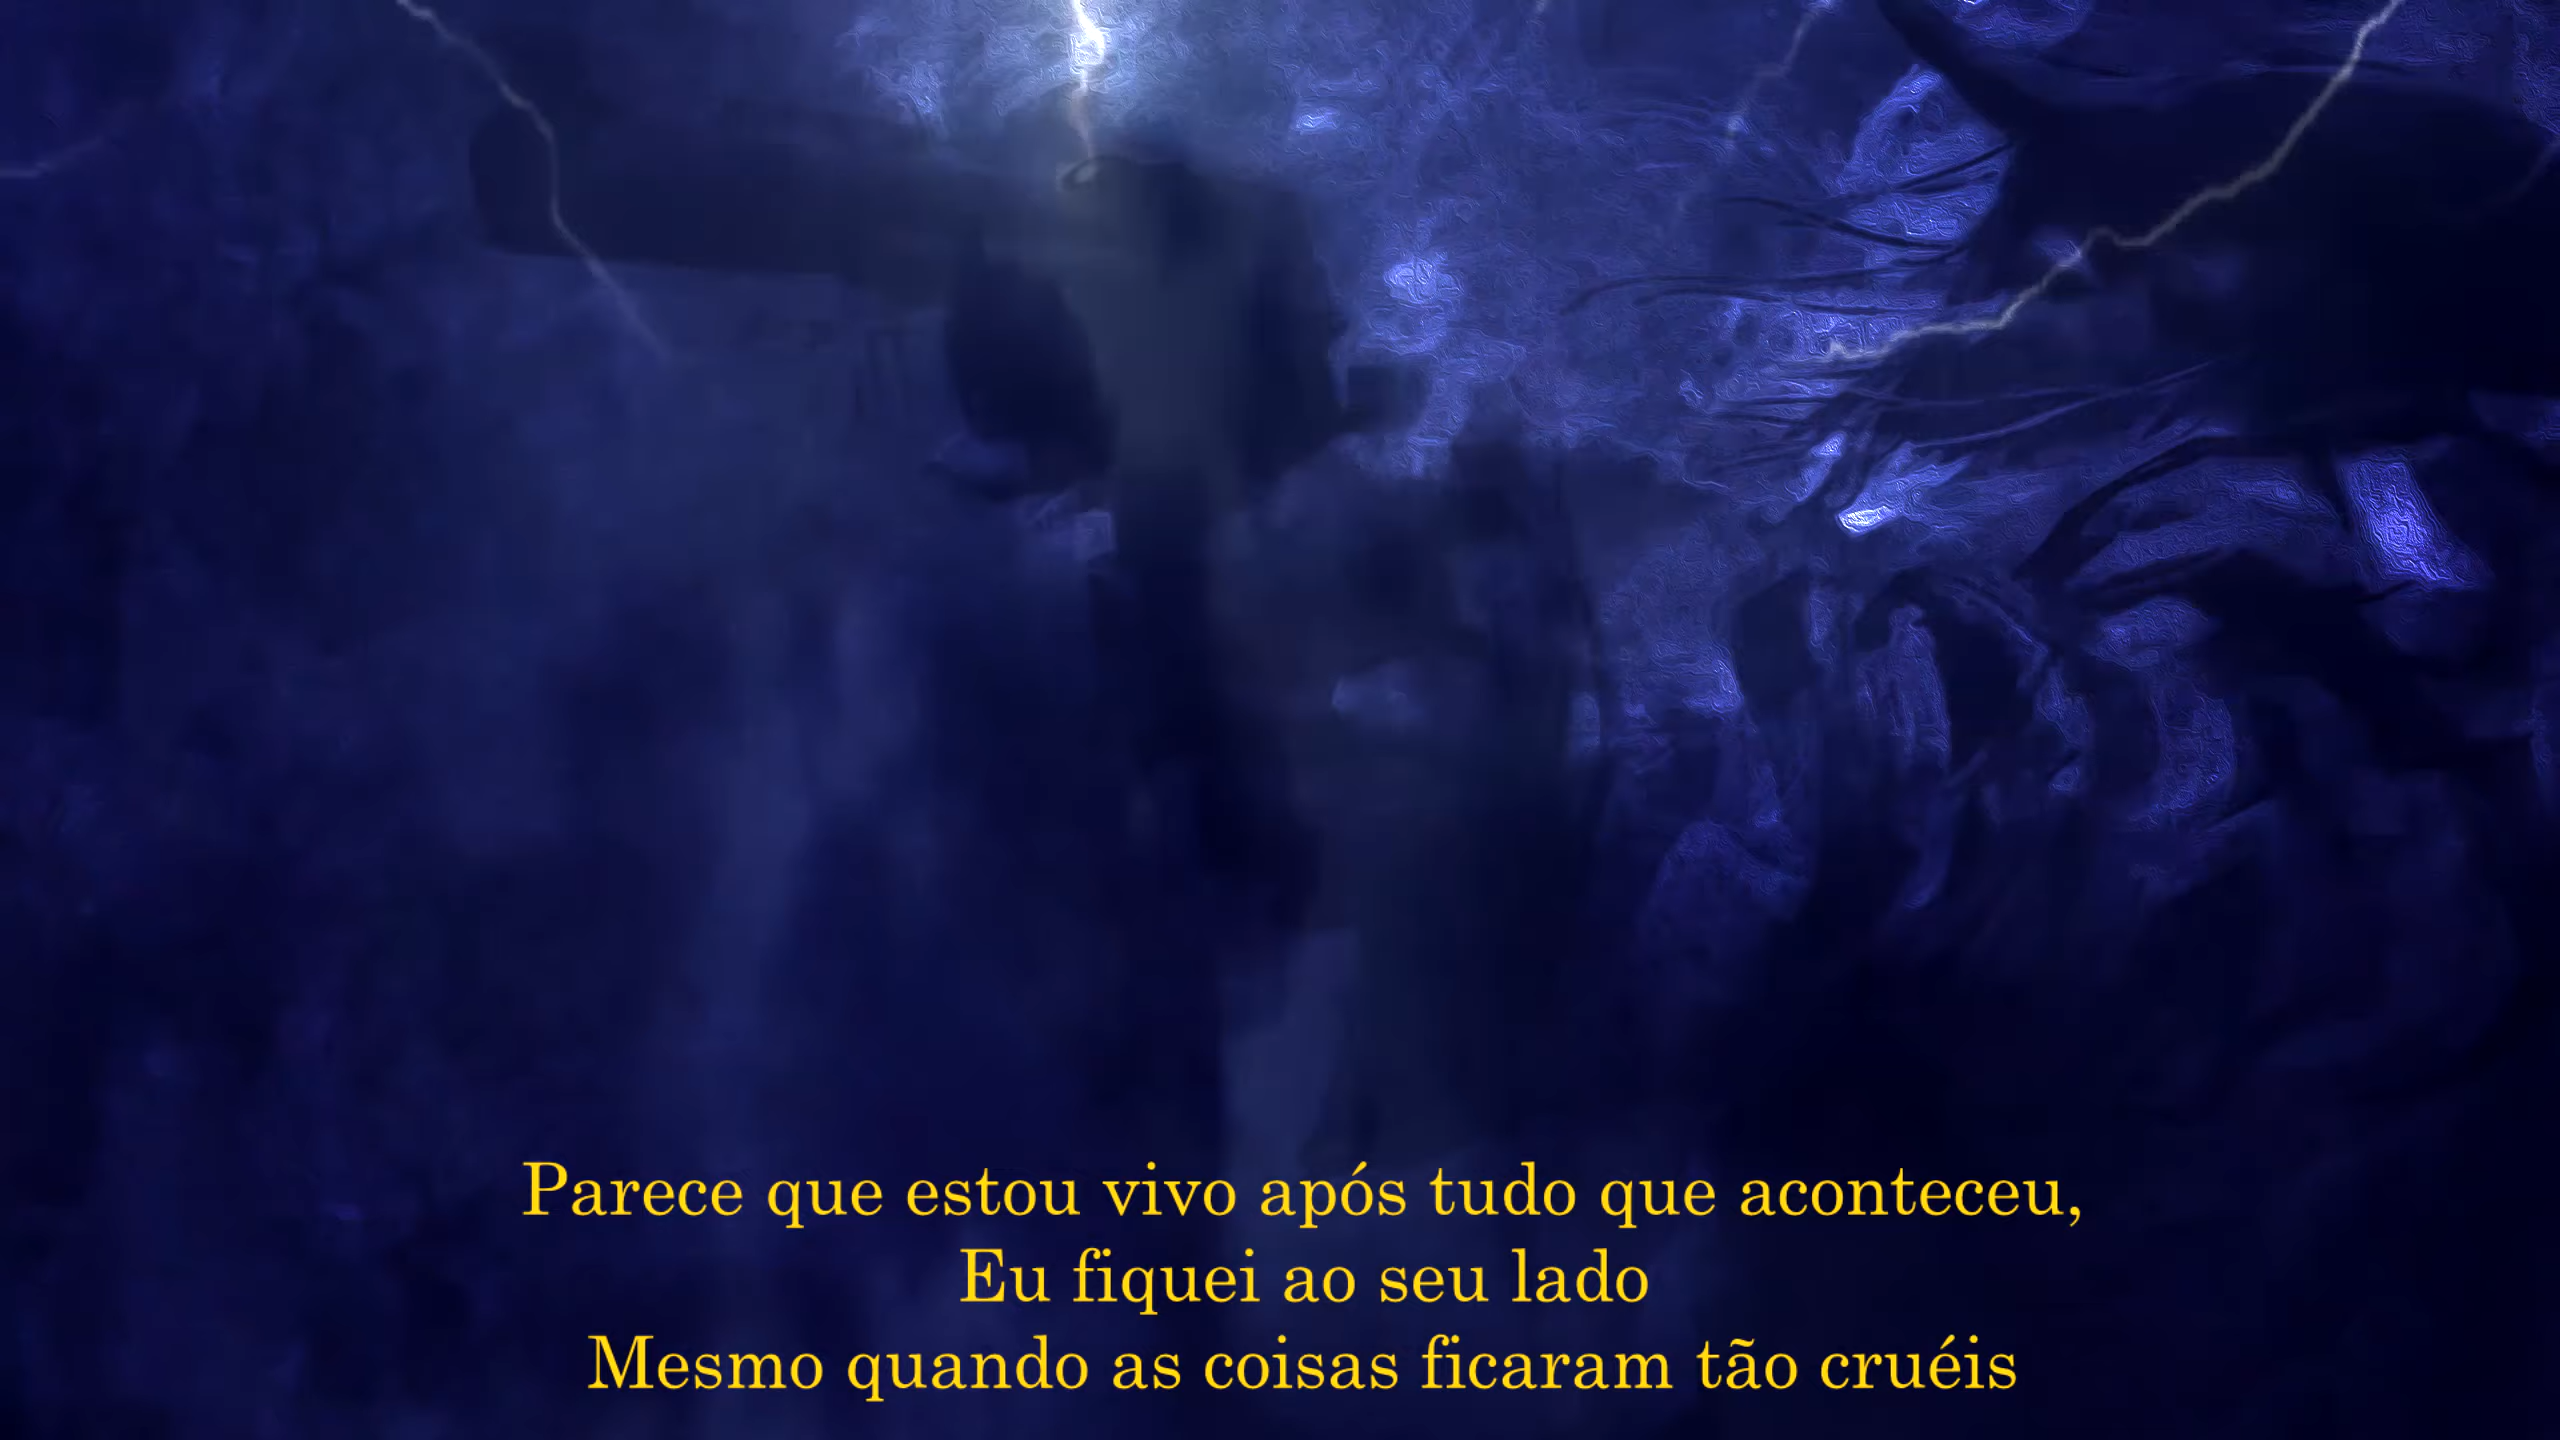 Parece que estou vivo após tudo que aconteceu,
Eu fiquei ao seu lado
Mesmo quando as coisas ficaram tão cruéis